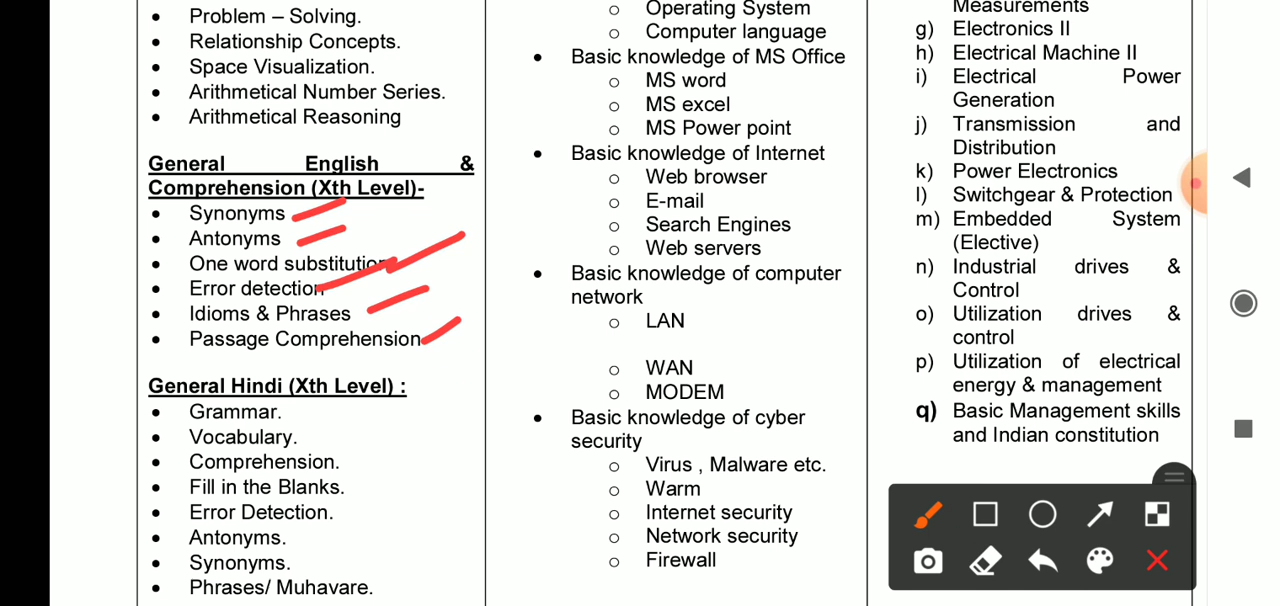 • Problem – Solving.
• Relationship Concepts.
• Space Visualization.
• Arithmetical Number Series.
• Arithmetical Reasoning
General English &
Comprehension (Xth Level)-
• Synonyms
• Antonyms
• One word substitution
• Error detection
• Idioms & Phrases
• Passage Comprehension
General Hindi (Xth Level) :
• Grammar.
• Vocabulary.
• Comprehension.
• Fill in the Blanks.
• Error Detection.
• Antonyms.
• Synonyms.
• Phrases/ Muhavare.
o Operating System
o Computer language
• Basic knowledge of MS Office
o MS word
o MS excel
o MS Power point
• Basic knowledge of Internet
o Web browser
o E-mail
o Search Engines
o Web servers
• Basic knowledge of computer
network
o LAN
o WAN
o MODEM
• Basic knowledge of cyber
security
o Virus , Malware etc.
o Warm
o Internet security
o Network security
o Firewall
Measurements
g) Electronics II
h) Electrical Machine II
i) Electrical Power
Generation
j) Transmission and
Distribution
k) Power Electronics
l) Switchgear & Protection
m) Embedded System
(Elective)
n) Industrial drives &
Control
o) Utilization drives &
control
p) Utilization of electrical
energy & management
q) Basic Management skills
and Indian constitution